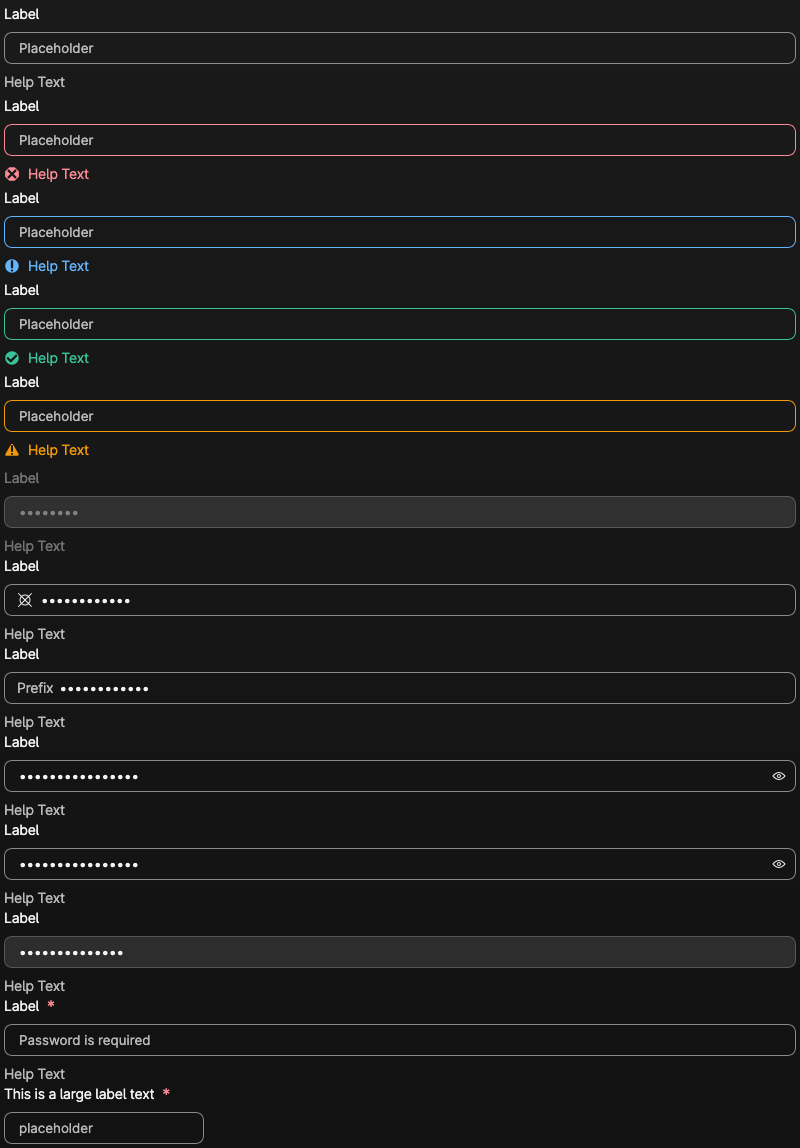 Label
Placeholder
Help Text
Label
Placeholder
Help Text
Label
Placeholder
Help Text
Label
Placeholder
Help Text
Label
Placeholder
Help Text
Label
••••••••
Help Text
Label
••••••••••••
Help Text
Label
Prefix ••••••••••••
Help Text
Label
••••••••••••••••
Help Text
Label
••••••••••••••••
Help Text
Label
••••••••••••••
Help Text
Label *
Password is required
Help Text
This is a large label text *
placeholder